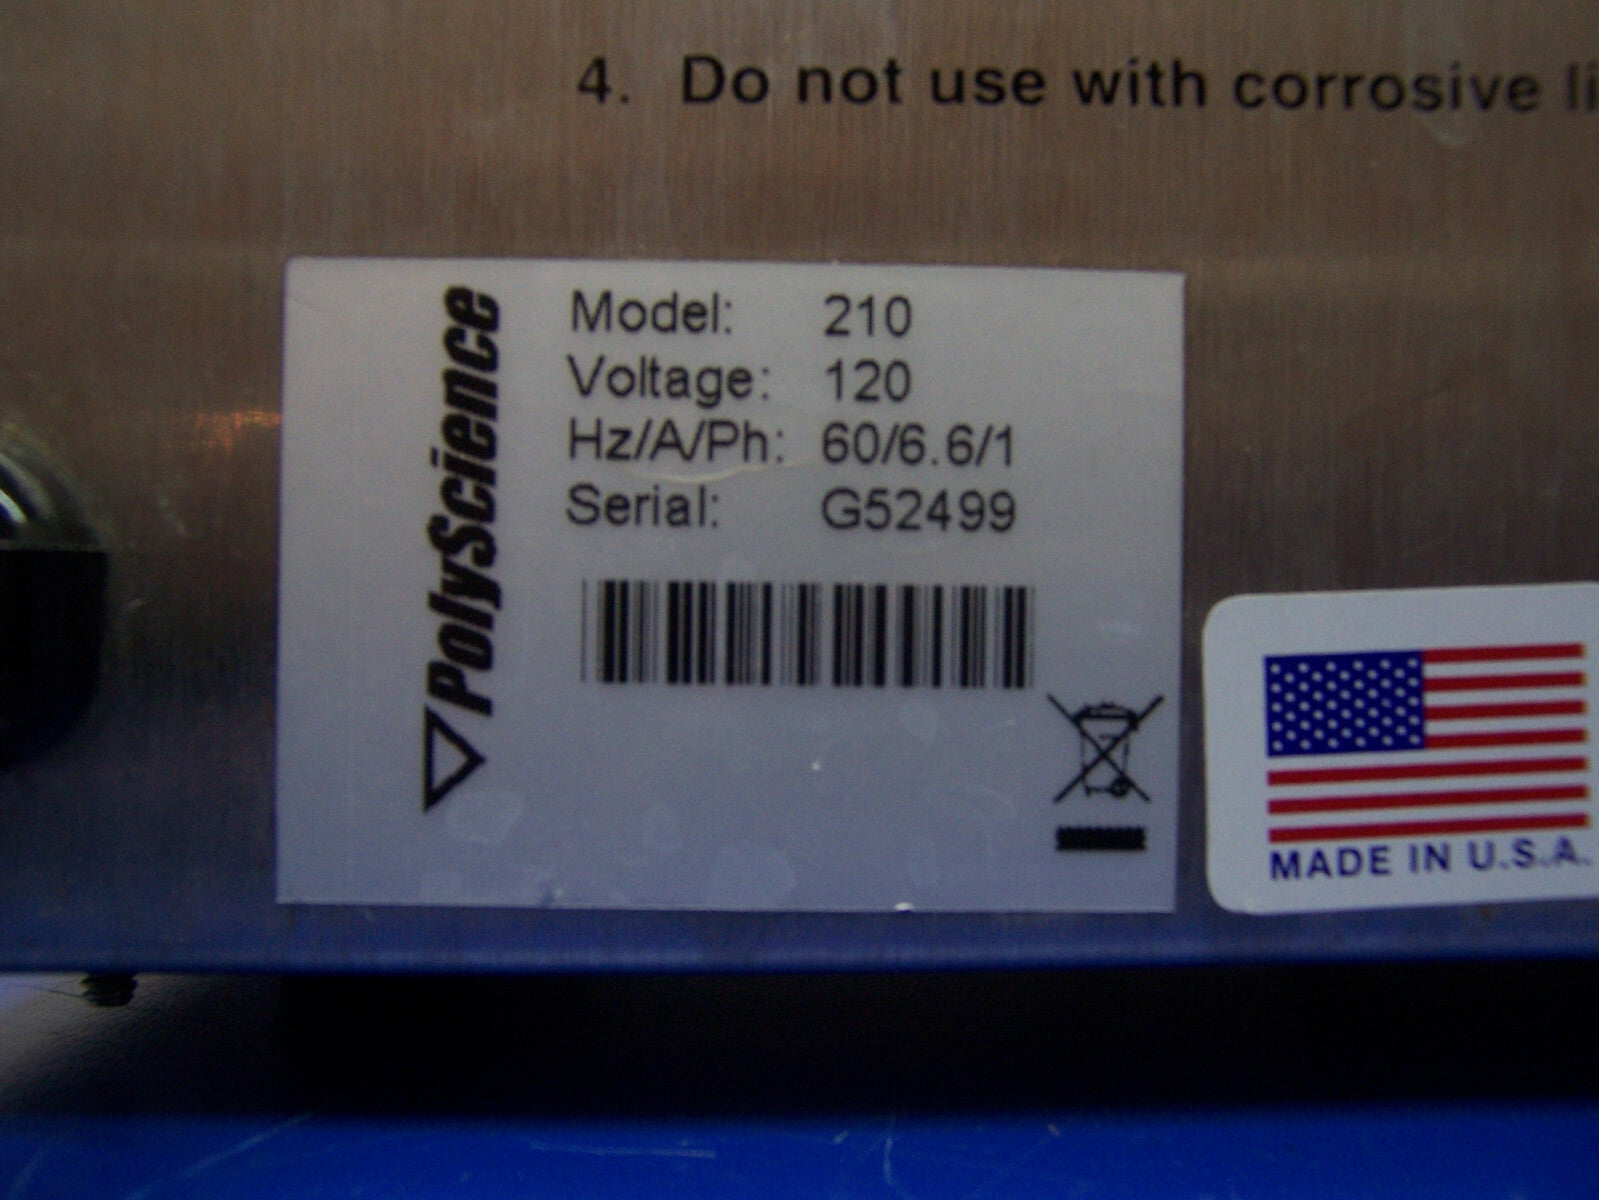 4. Do not use with corrosive li
PolyScience
Model: 210
Voltage: 120
Hz/A/Ph: 60/6.6/1
Serial: G52499
MADE IN U.S.A.